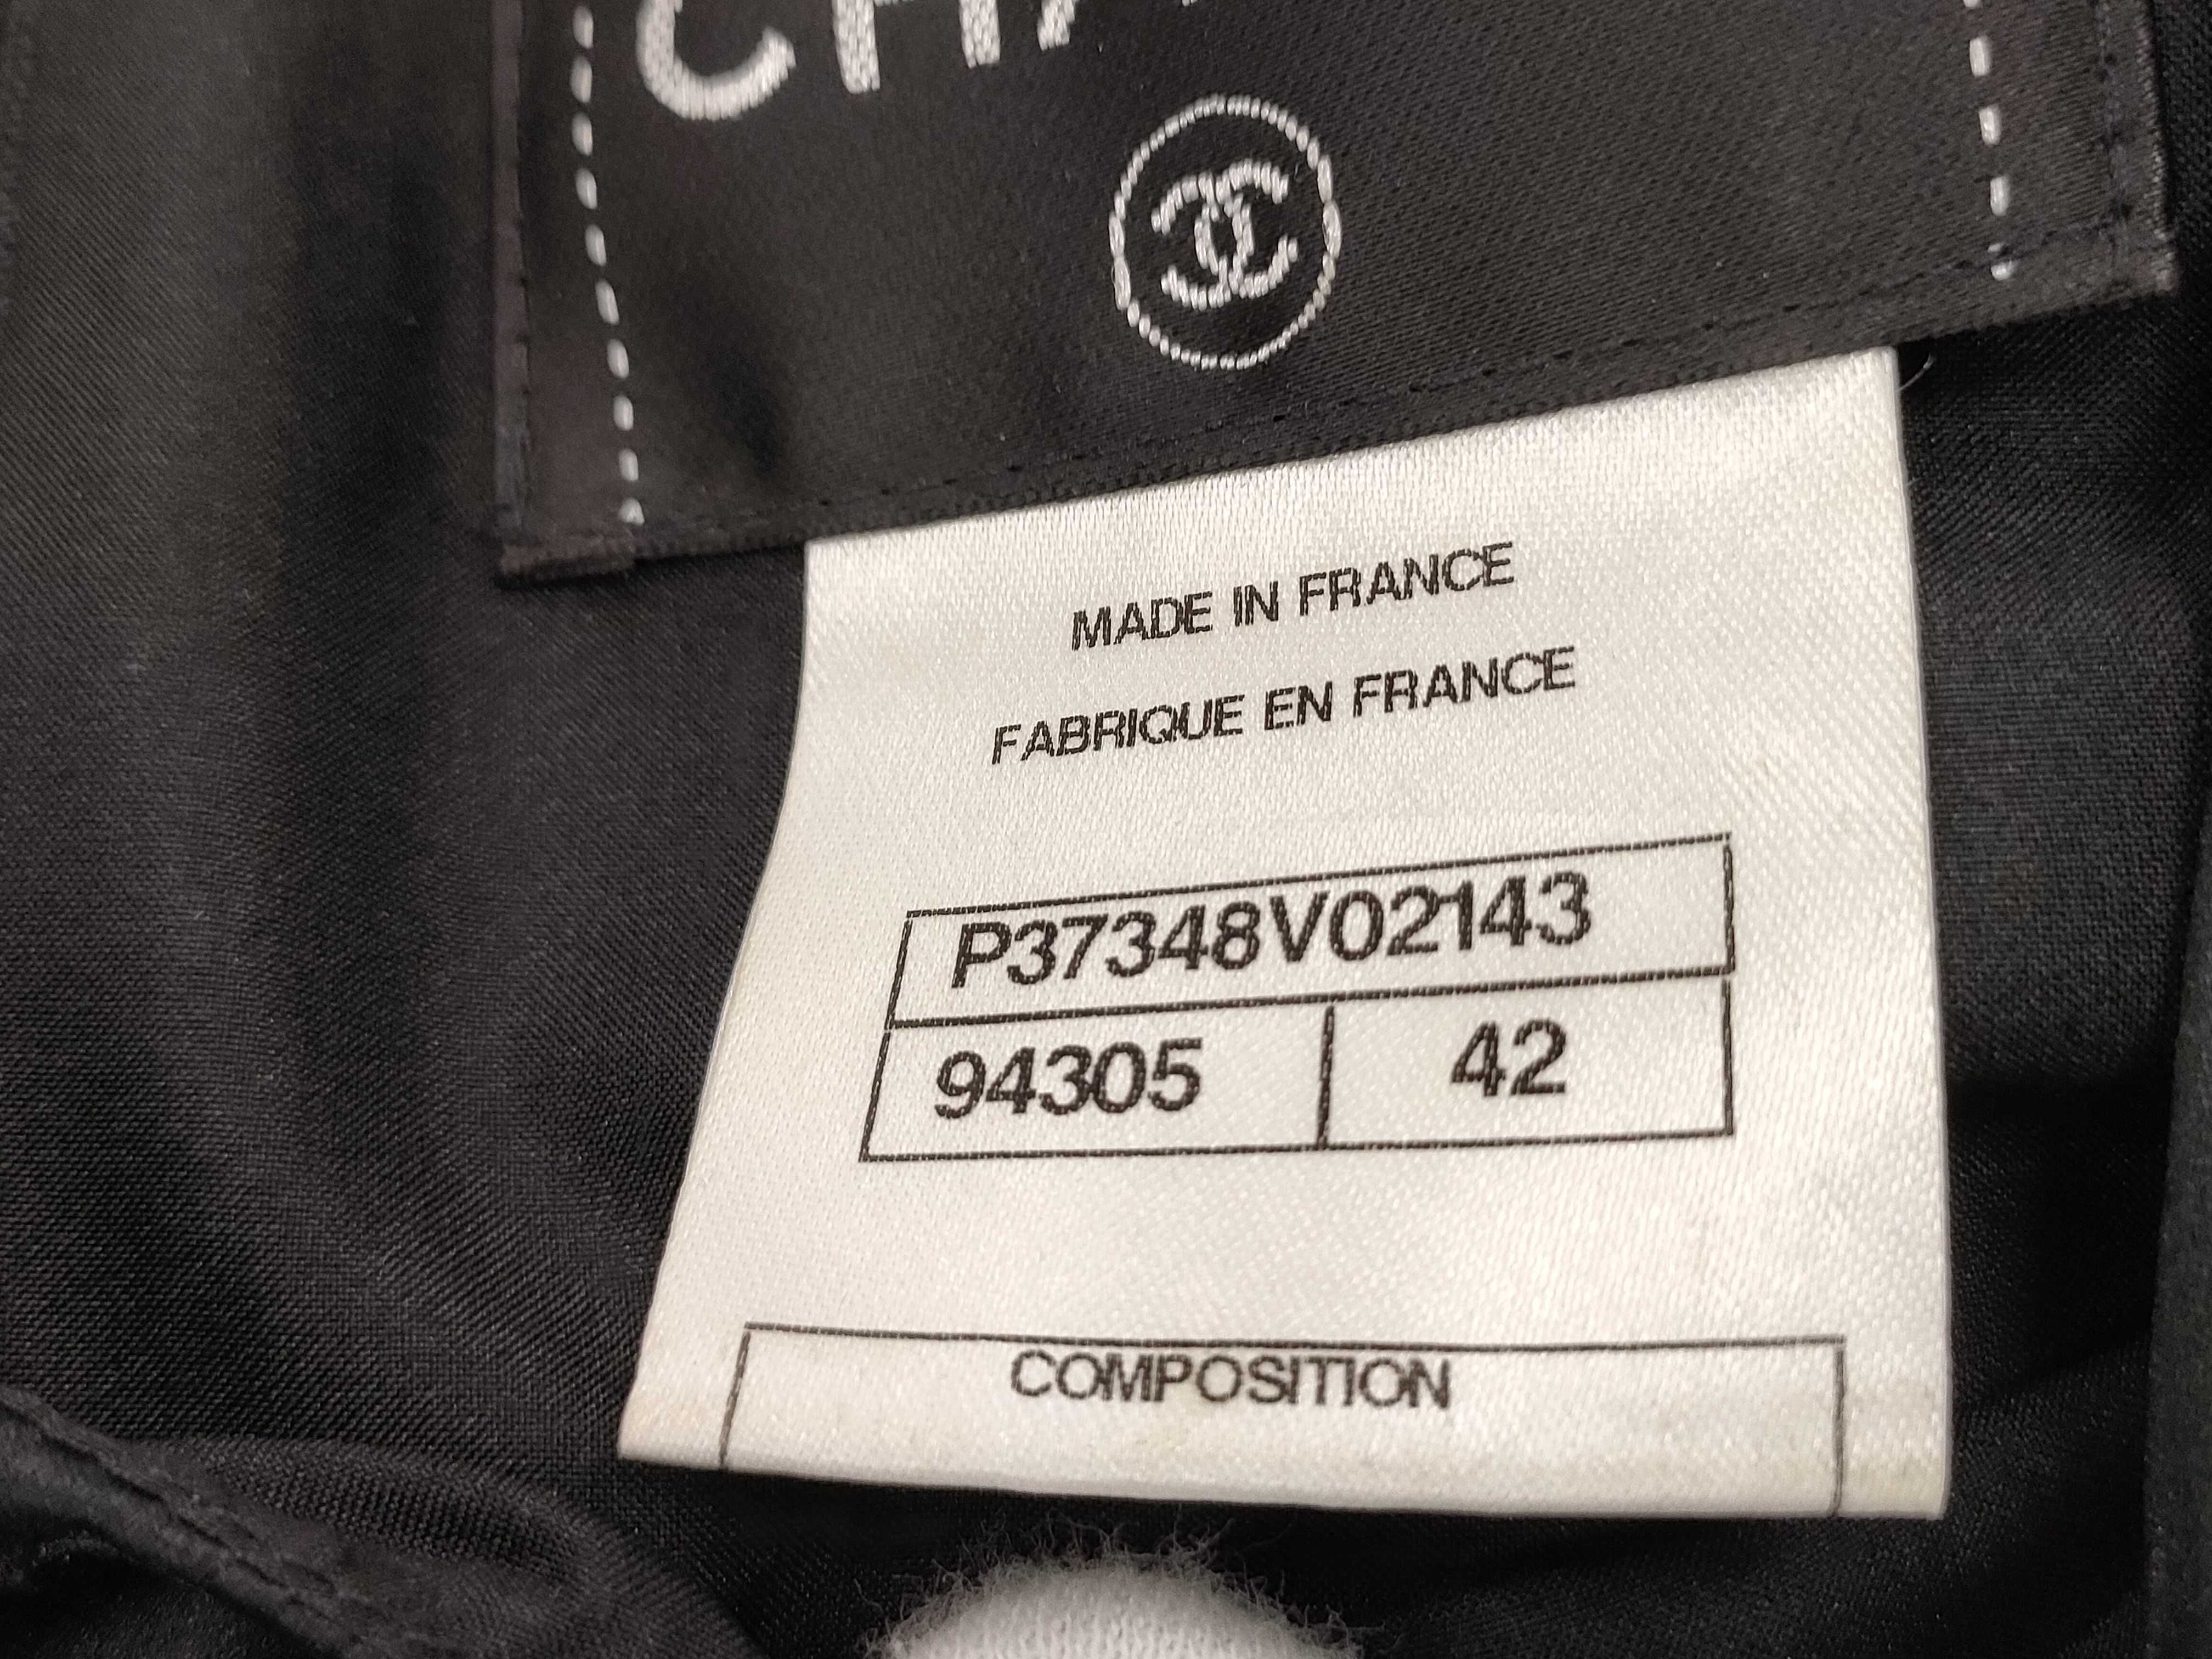 MADE IN FRANCE
FABRIQUE EN FRANCE
P37348V02143
94305 42
COMPOSITION